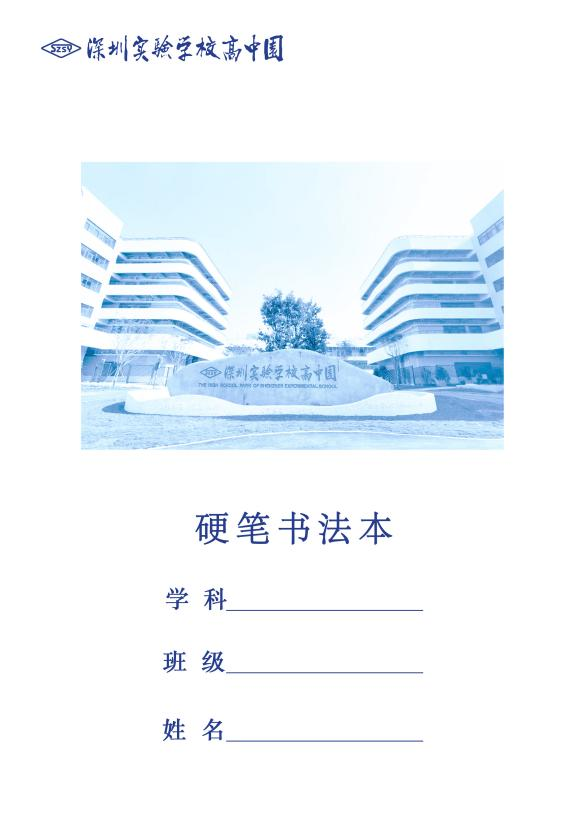 SZSY 深圳实验学校高中园
深圳实验学校高中园
THE HIGH SCHOOL PARK OF SHENZHEN EXPERIMENTAL SCHOOL
硬笔书法本
学 科
班 级
姓 名